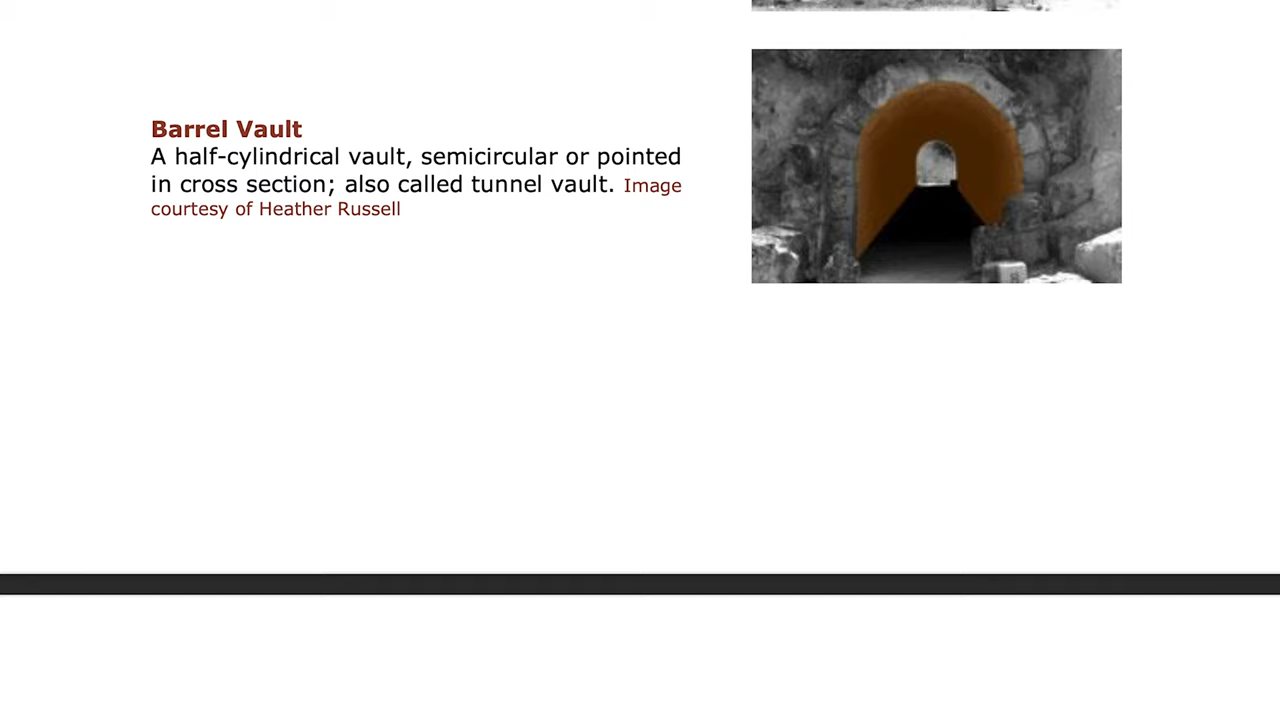 Barrel Vault
A half-cylindrical vault, semicircular or pointed
in cross section; also called tunnel vault. Image
courtesy of Heather Russell